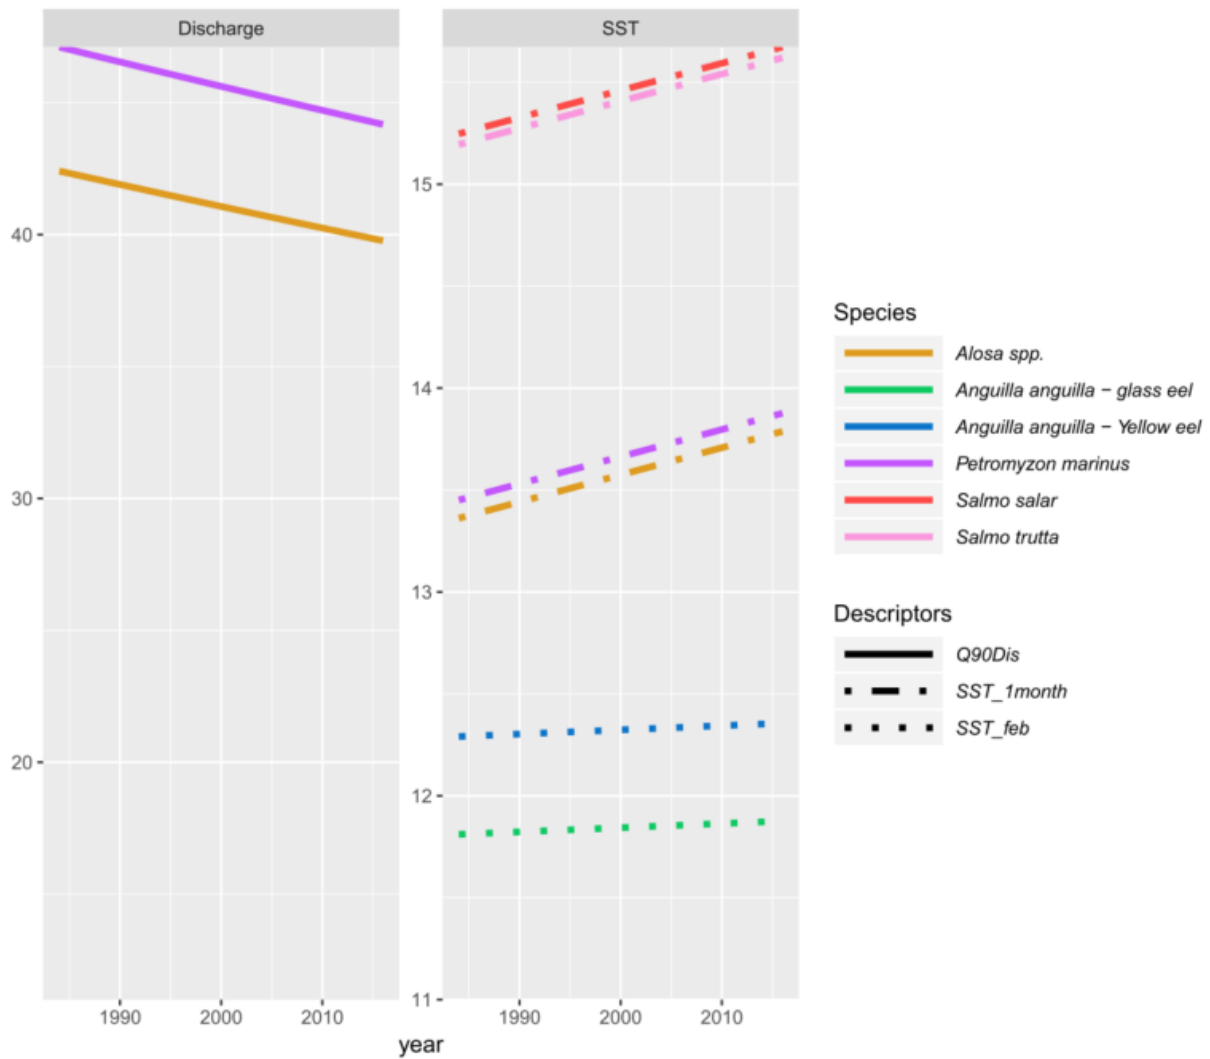 Discharge
SST
40
30
20
15
14
13
12
11
1990
2000
2010
1990
2000
2010
year
Species
Alosa spp.
Anguilla anguilla − glass eel
Anguilla anguilla − Yellow eel
Petromyzon marinus
Salmo salar
Salmo trutta
Descriptors
Q90Dis
SST_1month
SST_feb